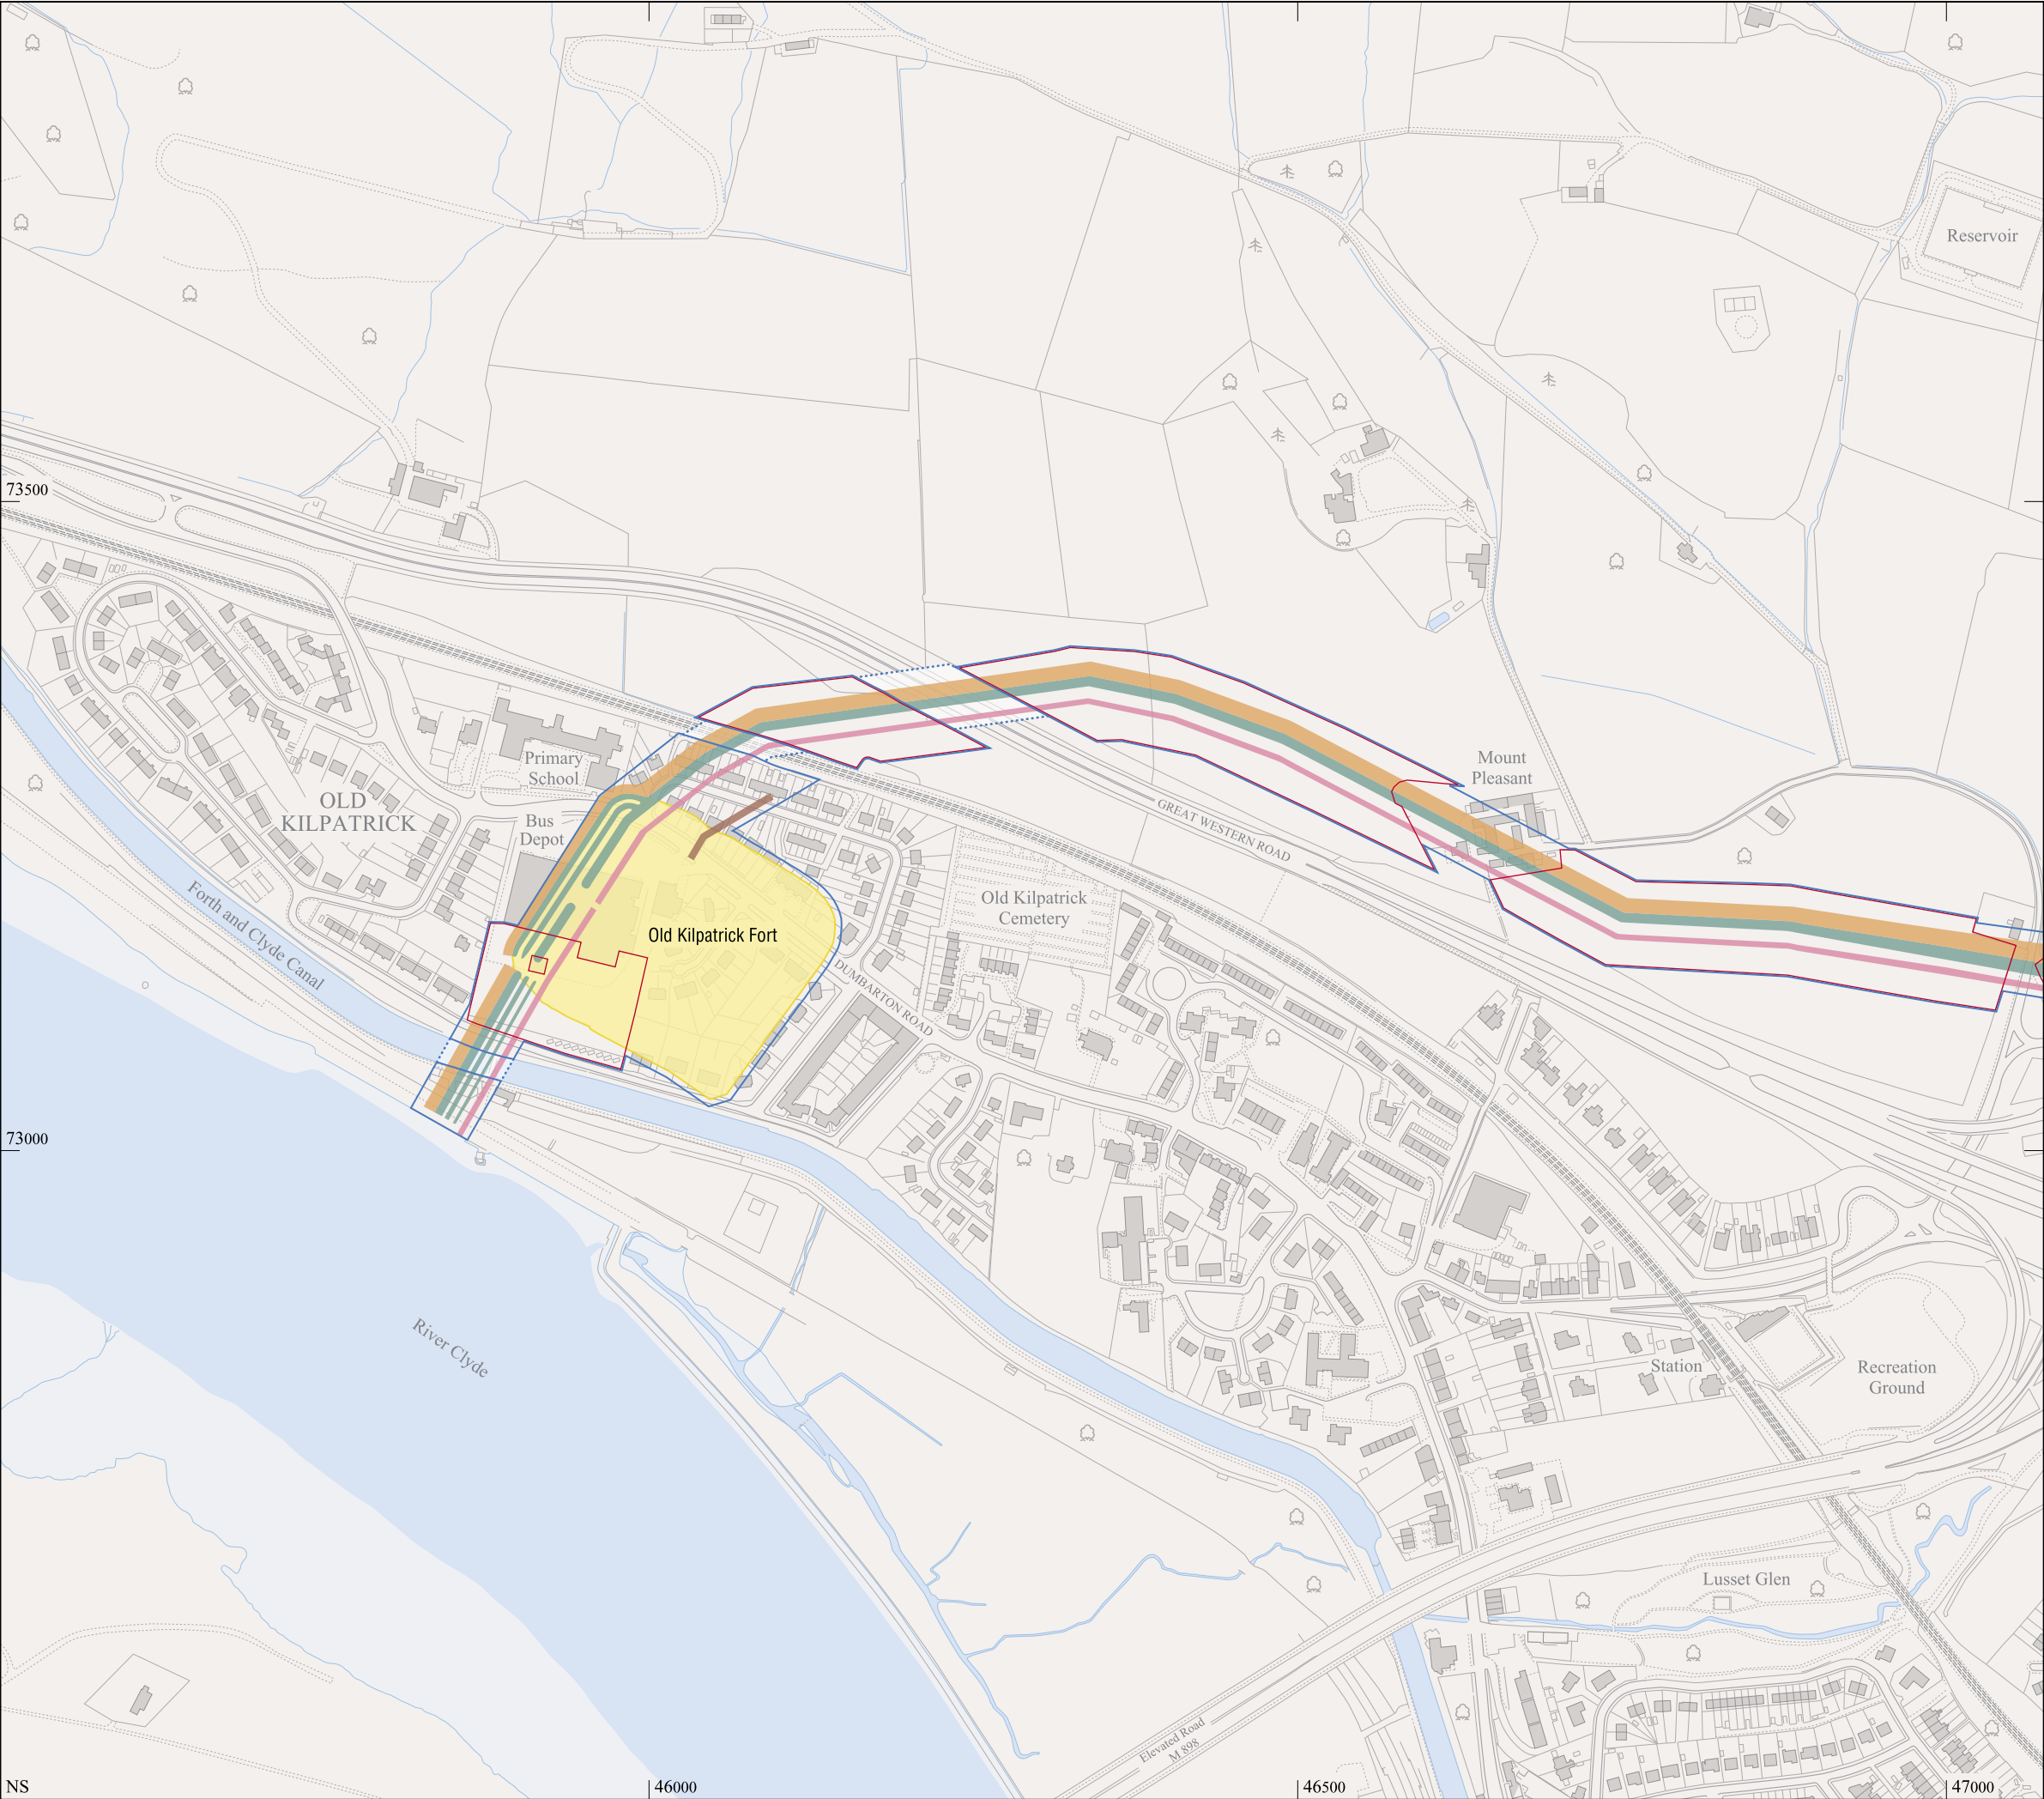 Reservoir
73500
Mount
Pleasant
Primary
School
OLD
KILPATRICK
Bus
Depot
GREAT WESTERN ROAD
Old Kilpatrick
Cemetery
Forth and Clyde Canal
Old Kilpatrick Fort
DUMBARTON ROAD
73000
River Clyde
Station
Recreation
Ground
Lusset Glen
Elevated Road
M 898
NS
46000
46500
47000